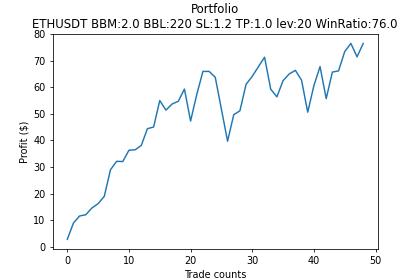 Portfolio
ETHUSDT BBM:2.0 BBL:220 SL:1.2 TP:1.0 lev:20 WinRatio:76.0
80
70
60
50
40
30
20
10
0
Profit ($)
0 10 20 30 40 50
Trade counts